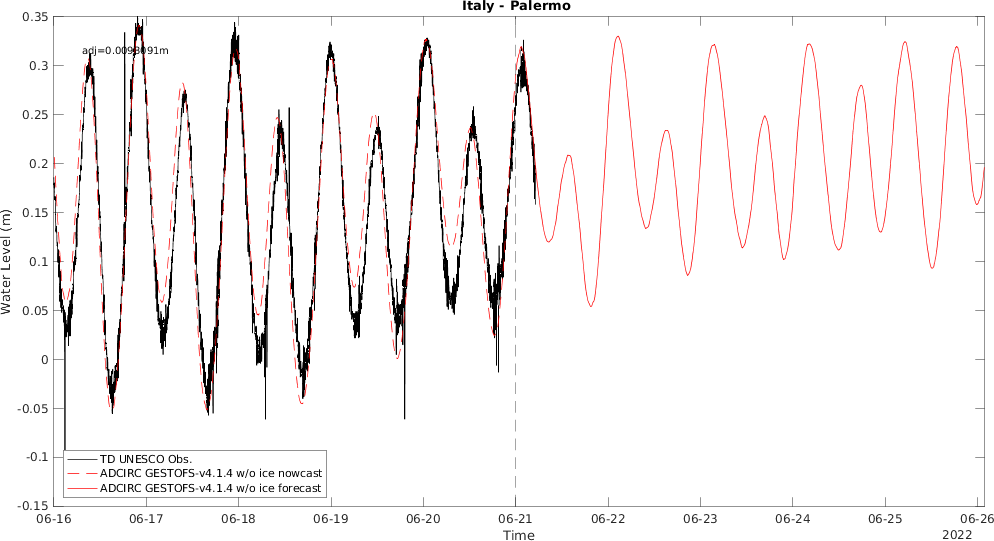 Italy - Palermo
Water Level (m)
0.35
0.3
0.25
0.2
0.15
0.1
0.05
0
-0.05
-0.1
-0.15
TD UNESCO Obs.
ADCIRC GESTOFS-v4.1.4 w/o ice nowcast
ADCIRC GESTOFS-v4.1.4 w/o ice forecast
06-16 06-17 06-18 06-19 06-20 06-21 06-22 06-23 06-24 06-25 06-26
Time
2022